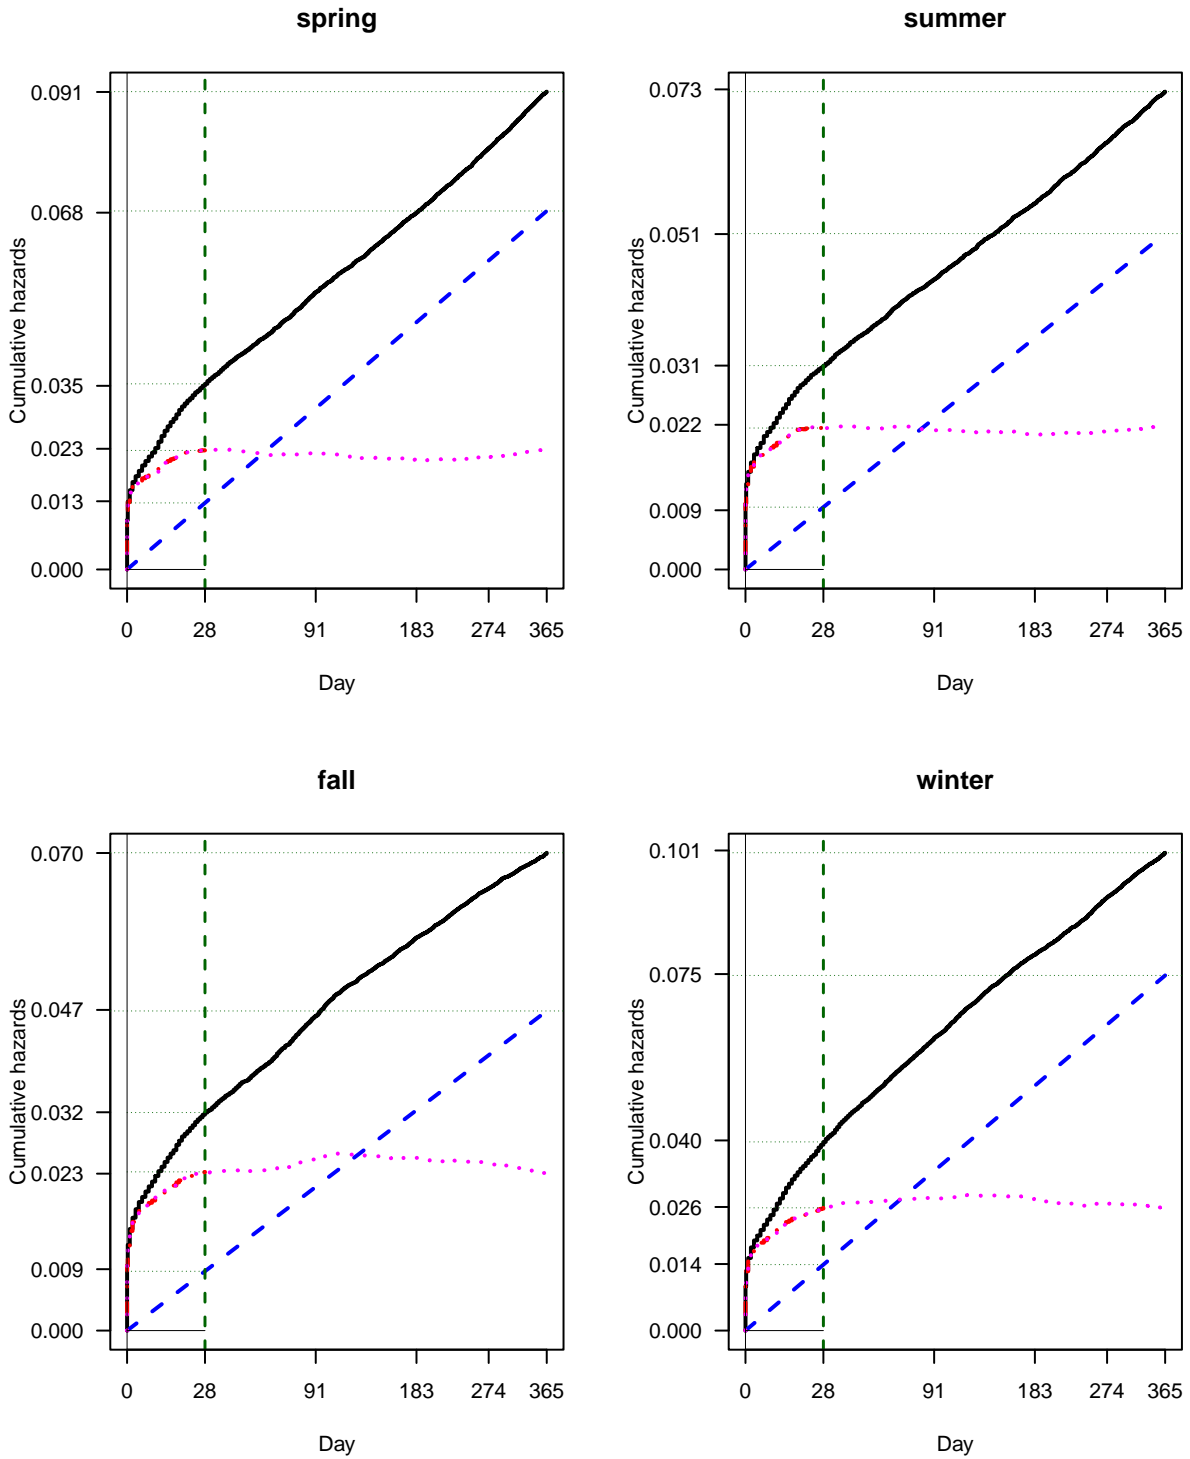 spring
Cumulative hazards
0.091
0.068
0.035
0.023
0.013
0.000
0 28 91 183 274 365
Day
summer
Cumulative hazards
0.073
0.051
0.031
0.022
0.009
0.000
0 28 91 183 274 365
Day
fall
Cumulative hazards
0.070
0.047
0.032
0.023
0.009
0.000
0 28 91 183 274 365
Day
winter
Cumulative hazards
0.101
0.075
0.040
0.026
0.014
0.000
0 28 91 183 274 365
Day